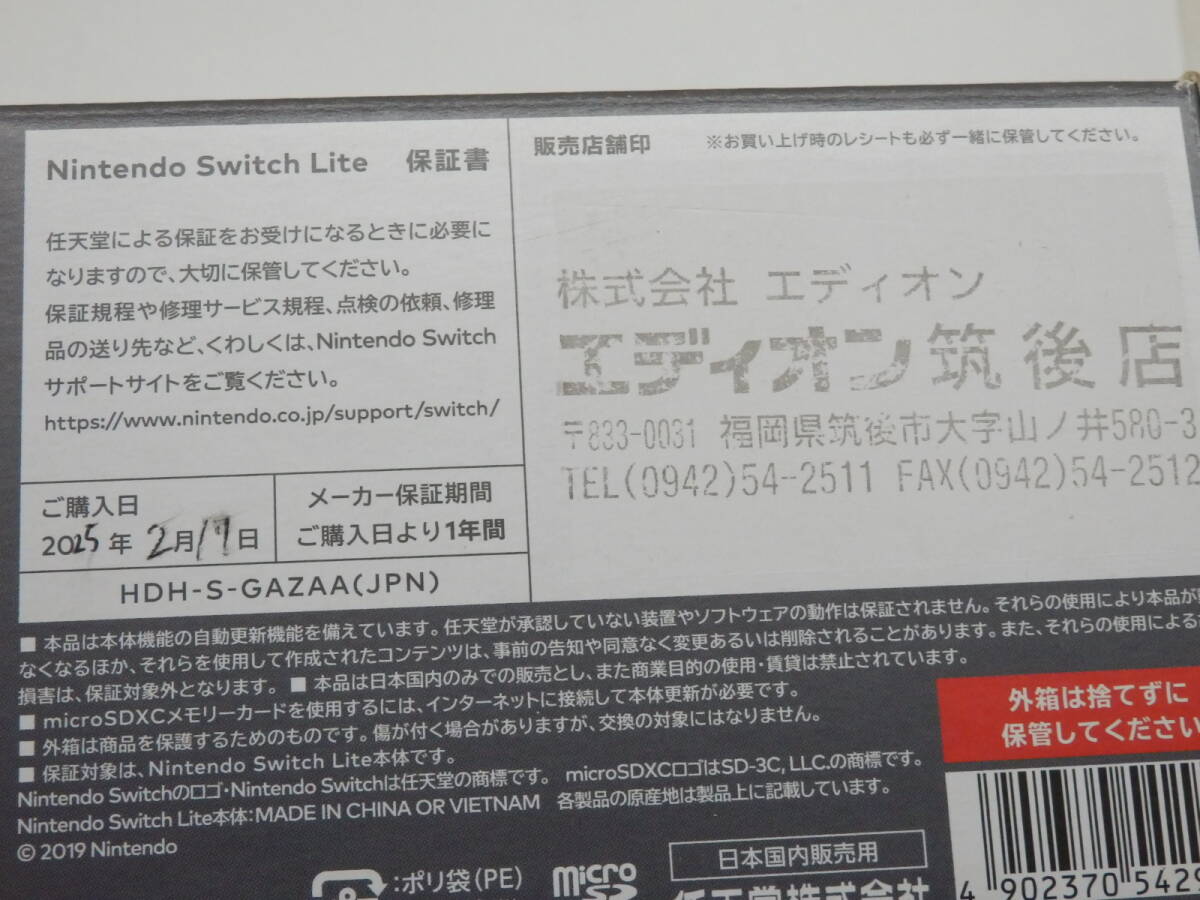 Nintendo Switch Lite 保証書
任天堂による保証をお受けになるときに必要に
なりますので、大切に保管してください。
保証規程や修理サービス規程、点検の依頼、修理
品の送り先など、くわしくは、Nintendo Switch
サポートサイトをご覧ください。
https://www.nintendo.co.jp/support/switch/
ご購入日
2025年 2月17日
メーカー保証期間
ご購入日より1年間
HDH-S-GAZAA(JPN)
販売店舗印 ※お買い上げ時のレシートも必ず一緒に保管してください。
株式会社 エディオン
エディオン筑後店
〒833-0031 福岡県筑後市大字山ノ井580-3
TEL(0942)54-2511 FAX(0942)54-2512
■ 本品は本体機能の自動更新機能を備えています。任天堂が承認していない装置やソフトウェアの動作は保証されません。それらの使用により本品が
なくなるほか、それらを使用して作成されたコンテンツは、事前の告知や同意なく変更あるいは削除されることがあります。また、それらの使用による
損害は、保証対象外となります。 ■ 本品は日本国内のみでの販売とし、また商業目的の使用・賃貸は禁止されています。
■ microSDXCメモリーカードを使用するには、インターネットに接続して本体更新が必要です。
■ 外箱は商品を保護するためのものです。傷が付く場合がありますが、交換の対象にはなりません。
■ 保証対象は、Nintendo Switch Lite本体です。
Nintendo Switchのロゴ・Nintendo Switchは任天堂の商標です。 microSDXCロゴはSD-3C, LLC.の商標です。
Nintendo Switch Lite本体：MADE IN CHINA OR VIETNAM 各製品の原産地は製品上に記載しています。
© 2019 Nintendo
外箱は捨てずに
保管してください
:ポリ袋(PE)
micro
日本国内販売用
任天堂株式会社
4 902370 5429